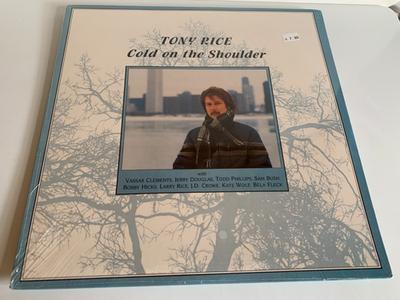 TONY RICE
Cold on the Shoulder
with
VASSAR CLEMENTS, JERRY DOUGLAS, TODD PHILLIPS, SAM BUSH,
BOBBY HICKS, LARRY RICE, J.D. CROWE, KATE WOLF, BÉLA FLECK